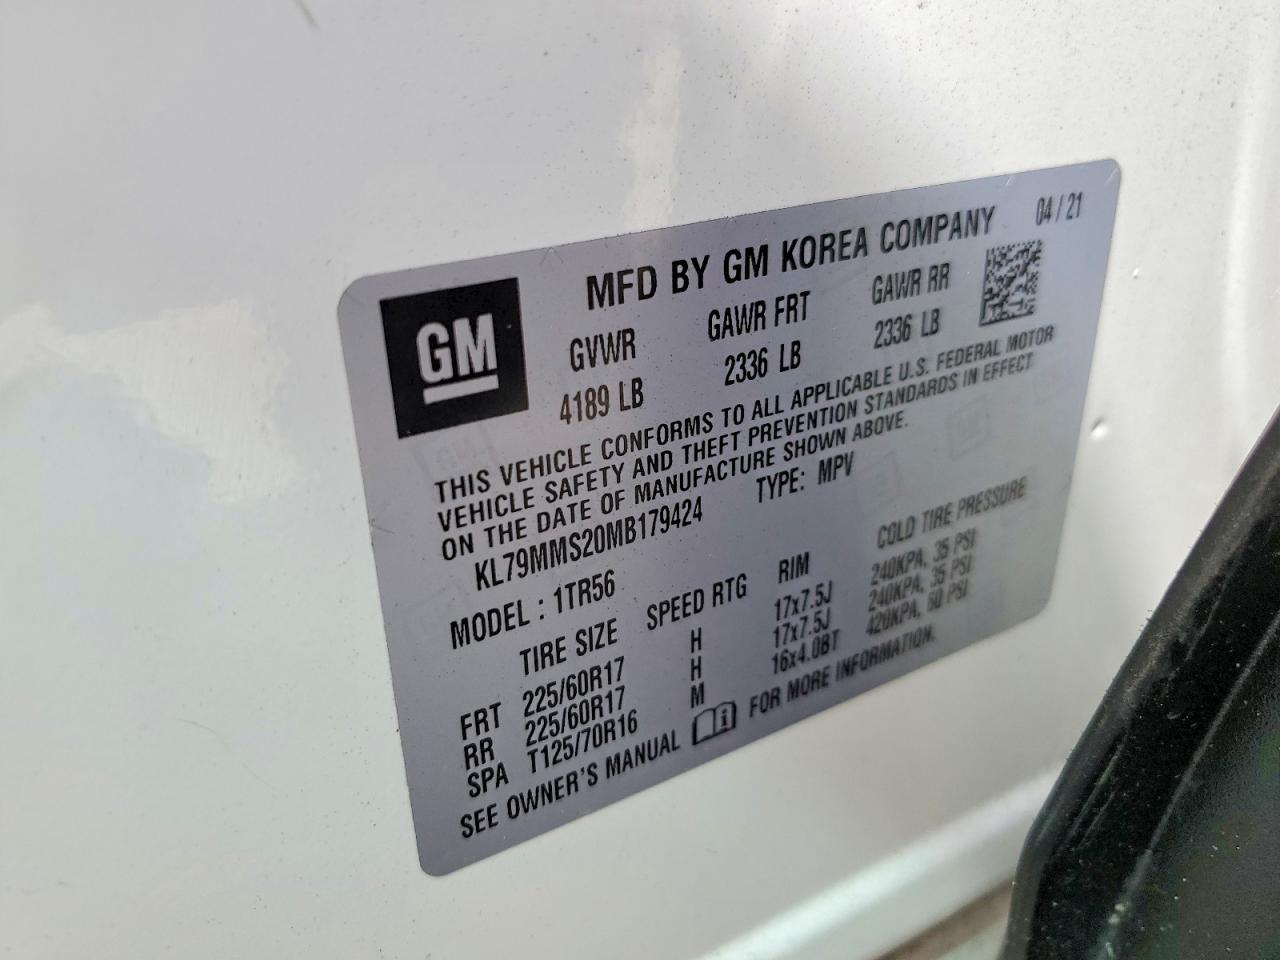 GM
MFD BY GM KOREA COMPANY 04/21
GVWR GAWR FRT GAWR RR
4189 LB 2336 LB 2336 LB
THIS VEHICLE CONFORMS TO ALL APPLICABLE U.S. FEDERAL MOTOR
VEHICLE SAFETY AND THEFT PREVENTION STANDARDS IN EFFECT
ON THE DATE OF MANUFACTURE SHOWN ABOVE.
KL79MMS20MB179424 TYPE: MPV
MODEL : 1TR56
TIRE SIZE SPEED RTG RIM COLD TIRE PRESSURE
FRT 225/60R17 H 17x7.5J 240KPA, 35 PSI
RR 225/60R17 H 17x7.5J 240KPA, 35 PSI
SPA T125/70R16 M 16x4.0BT 420KPA, 60 PSI
SEE OWNER'S MANUAL FOR MORE INFORMATION.